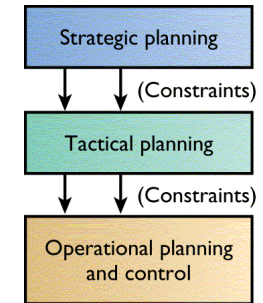 Strategic planning
(Constraints)
Tactical planning
(Constraints)
Operational planning
and control